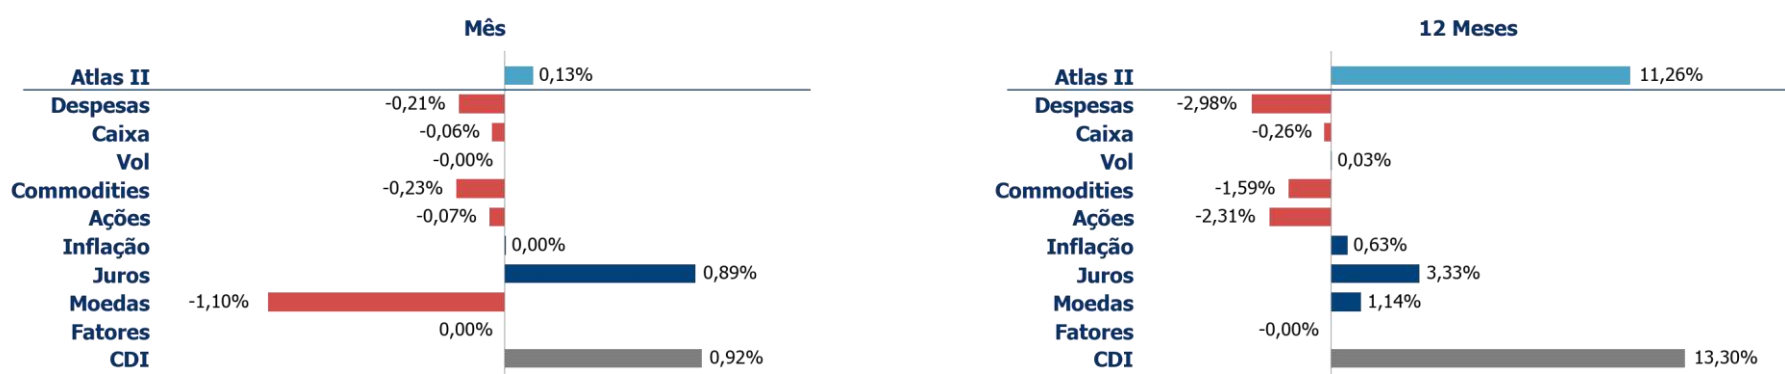 Mês
Atlas II 0,13%
Despesas -0,21%
Caixa -0,06%
Vol -0,00%
Commodities -0,23%
Ações -0,07%
Inflação 0,00%
Juros 0,89%
Moedas -1,10%
Fatores 0,00%
CDI 0,92%
12 Meses
Atlas II 11,26%
Despesas -2,98%
Caixa -0,26%
Vol 0,03%
Commodities -1,59%
Ações -2,31%
Inflação 0,63%
Juros 3,33%
Moedas 1,14%
Fatores -0,00%
CDI 13,30%